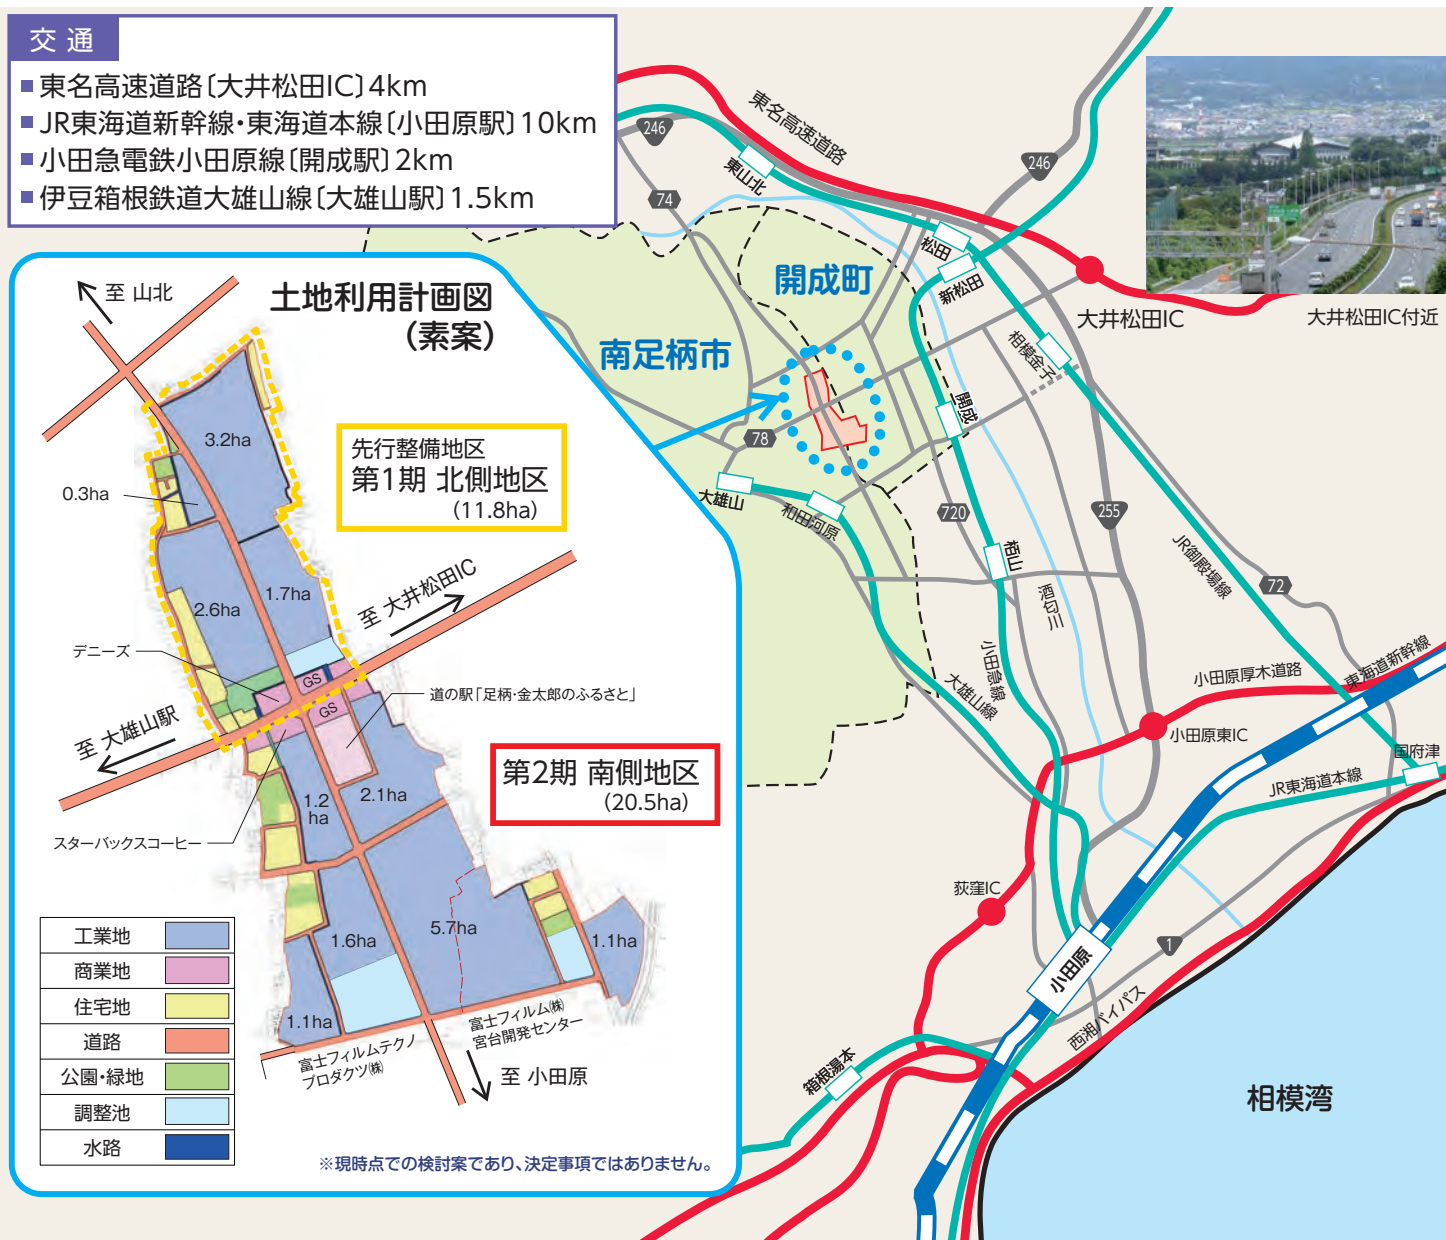 交通
■東名高速道路〔大井松田IC〕4km
■JR東海道新幹線・東海道本線〔小田原駅〕10km
■小田急電鉄小田原線〔開成駅〕2km
■伊豆箱根鉄道大雄山線〔大雄山駅〕1.5km
土地利用計画図
(素案)
至 山北
3.2ha
0.3ha
先行整備地区
第1期 北側地区
(11.8ha)
2.6ha
1.7ha
至 大井松田IC
デニーズ
GS
GS
道の駅「足柄・金太郎のふるさと」
至 大雄山駅
第2期 南側地区
(20.5ha)
1.2
ha
2.1ha
スターバックスコーヒー
5.7ha
1.6ha
1.1ha
1.1ha
富士フイルム㈱
宮台開発センター
富士フイルムテクノ
プロダクツ㈱
至 小田原
工業地
商業地
住宅地
道路
公園・緑地
調整池
水路
※現時点での検討案であり、決定事項ではありません。
東名高速道路
246
246
東山北
74
松田
新松田
開成町
南足柄市
大井松田IC
大井松田IC付近
相模金子
開成
78
大雄山
和田河原
720
255
栢山
酒匂川
JR御殿場線
72
小田急線
大雄山線
小田原厚木道路
東海道新幹線
小田原東IC
国府津
JR東海道本線
荻窪IC
小田原
1
西湘バイパス
箱根湯本
相模湾